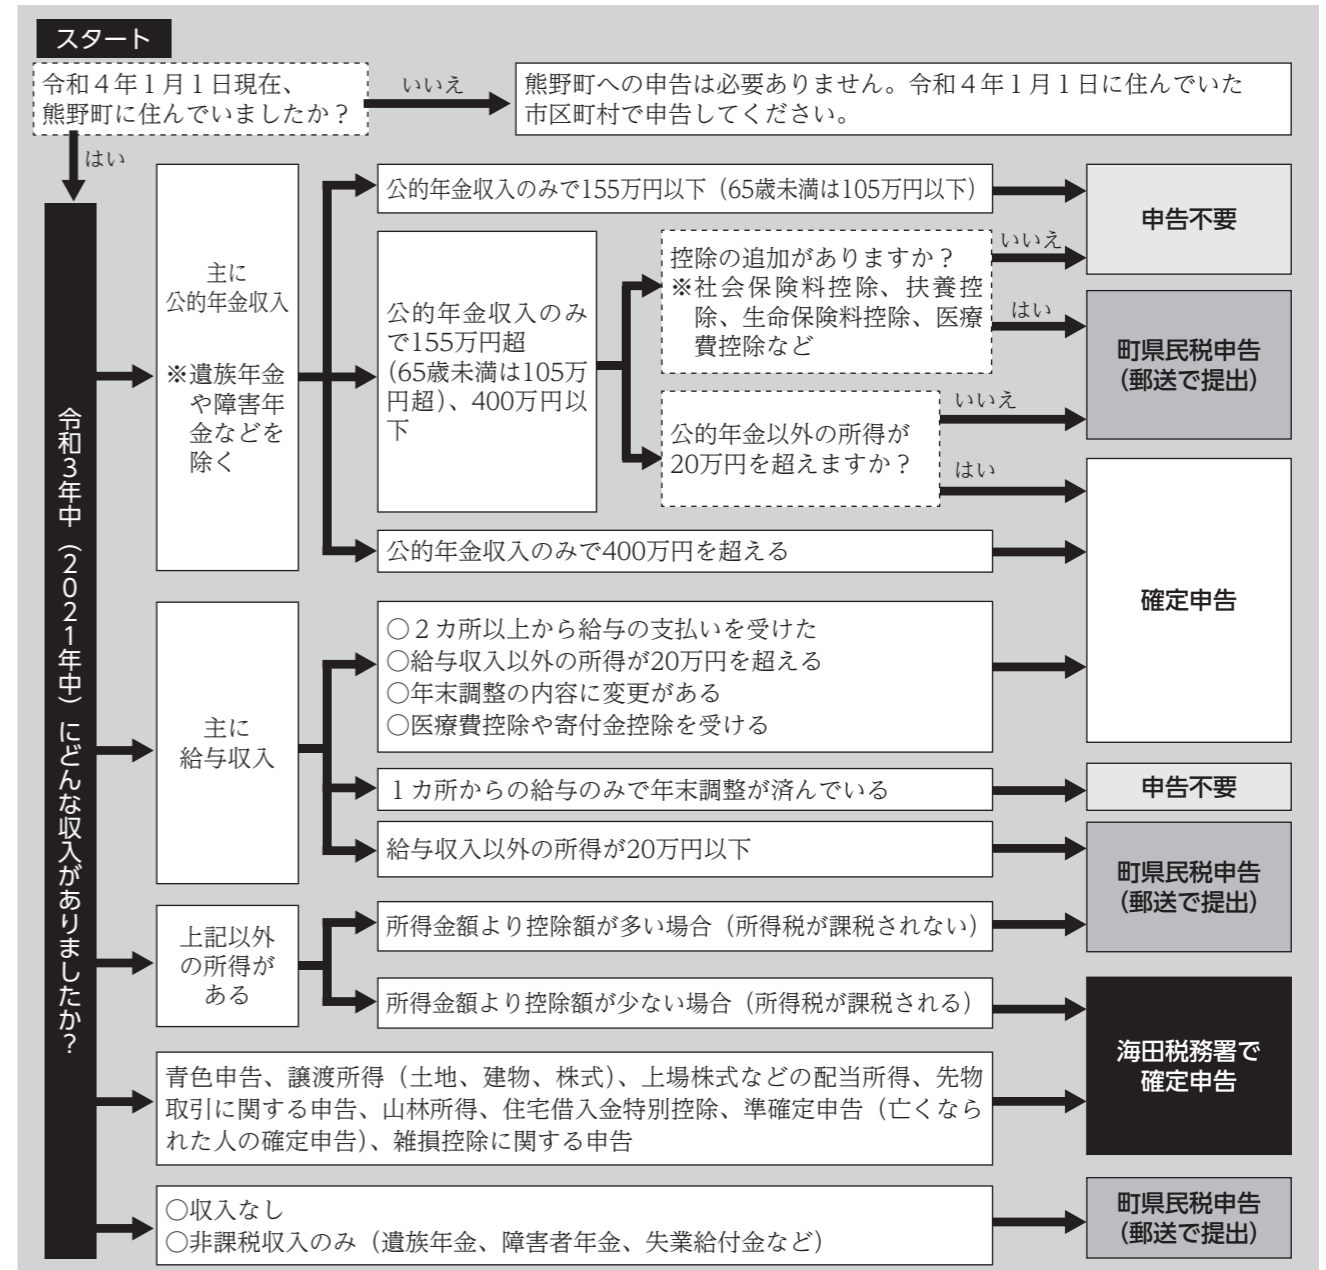 スタート
令和４年１月１日現在、
熊野町に住んでいましたか？
いいえ
熊野町への申告は必要ありません。令和４年１月１日に住んでいた
市区町村で申告してください。
はい
令和３年中（２０２１年中）にどんな収入がありましたか？
主に
公的年金収入
※遺族年金
や障害年
金などを
除く
公的年金収入のみで155万円以下（65歳未満は105万円以下）
申告不要
公的年金収入のみ
で155万円超
（65歳未満は105万
円超）、400万円以
下
控除の追加がありますか？
※社会保険料控除、扶養控
除、生命保険料控除、医療
費控除など
いいえ
はい
町県民税申告
（郵送で提出）
公的年金以外の所得が
20万円を超えますか？
いいえ
はい
公的年金収入のみで400万円を超える
確定申告
主に
給与収入
○２カ所以上から給与の支払いを受けた
○給与収入以外の所得が20万円を超える
○年末調整の内容に変更がある
○医療費控除や寄付金控除を受ける
１カ所からの給与のみで年末調整が済んでいる
申告不要
給与収入以外の所得が20万円以下
町県民税申告
（郵送で提出）
上記以外
の所得が
ある
所得金額より控除額が多い場合（所得税が課税されない）
所得金額より控除額が少ない場合（所得税が課税される）
海田税務署で
確定申告
青色申告、譲渡所得（土地、建物、株式）、上場株式などの配当所得、先物
取引に関する申告、山林所得、住宅借入金特別控除、準確定申告（亡くなら
れた人の確定申告）、雑損控除に関する申告
○収入なし
○非課税収入のみ（遺族年金、障害者年金、失業給付金など）
町県民税申告
（郵送で提出）